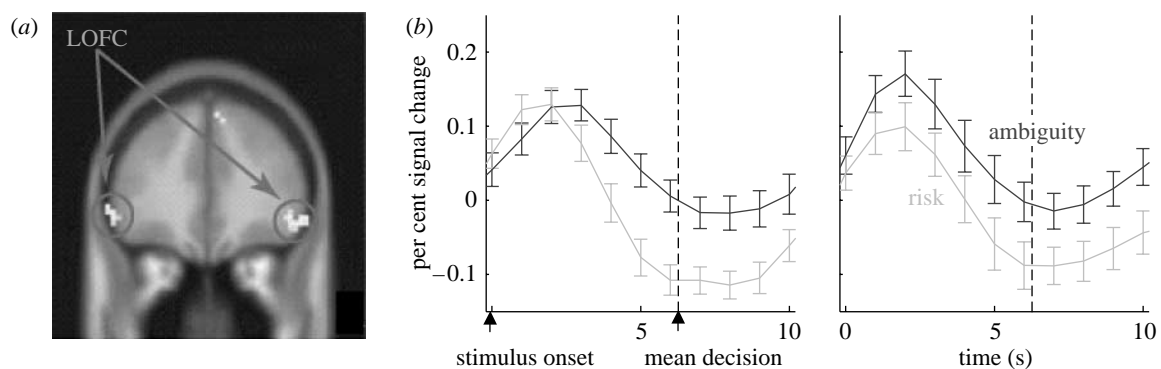 (a)
LOFC
(b)
per cent signal change
0.2
0.1
0
−0.1
5
10
stimulus onset
mean decision
ambiguity
risk
0
5
10
time (s)